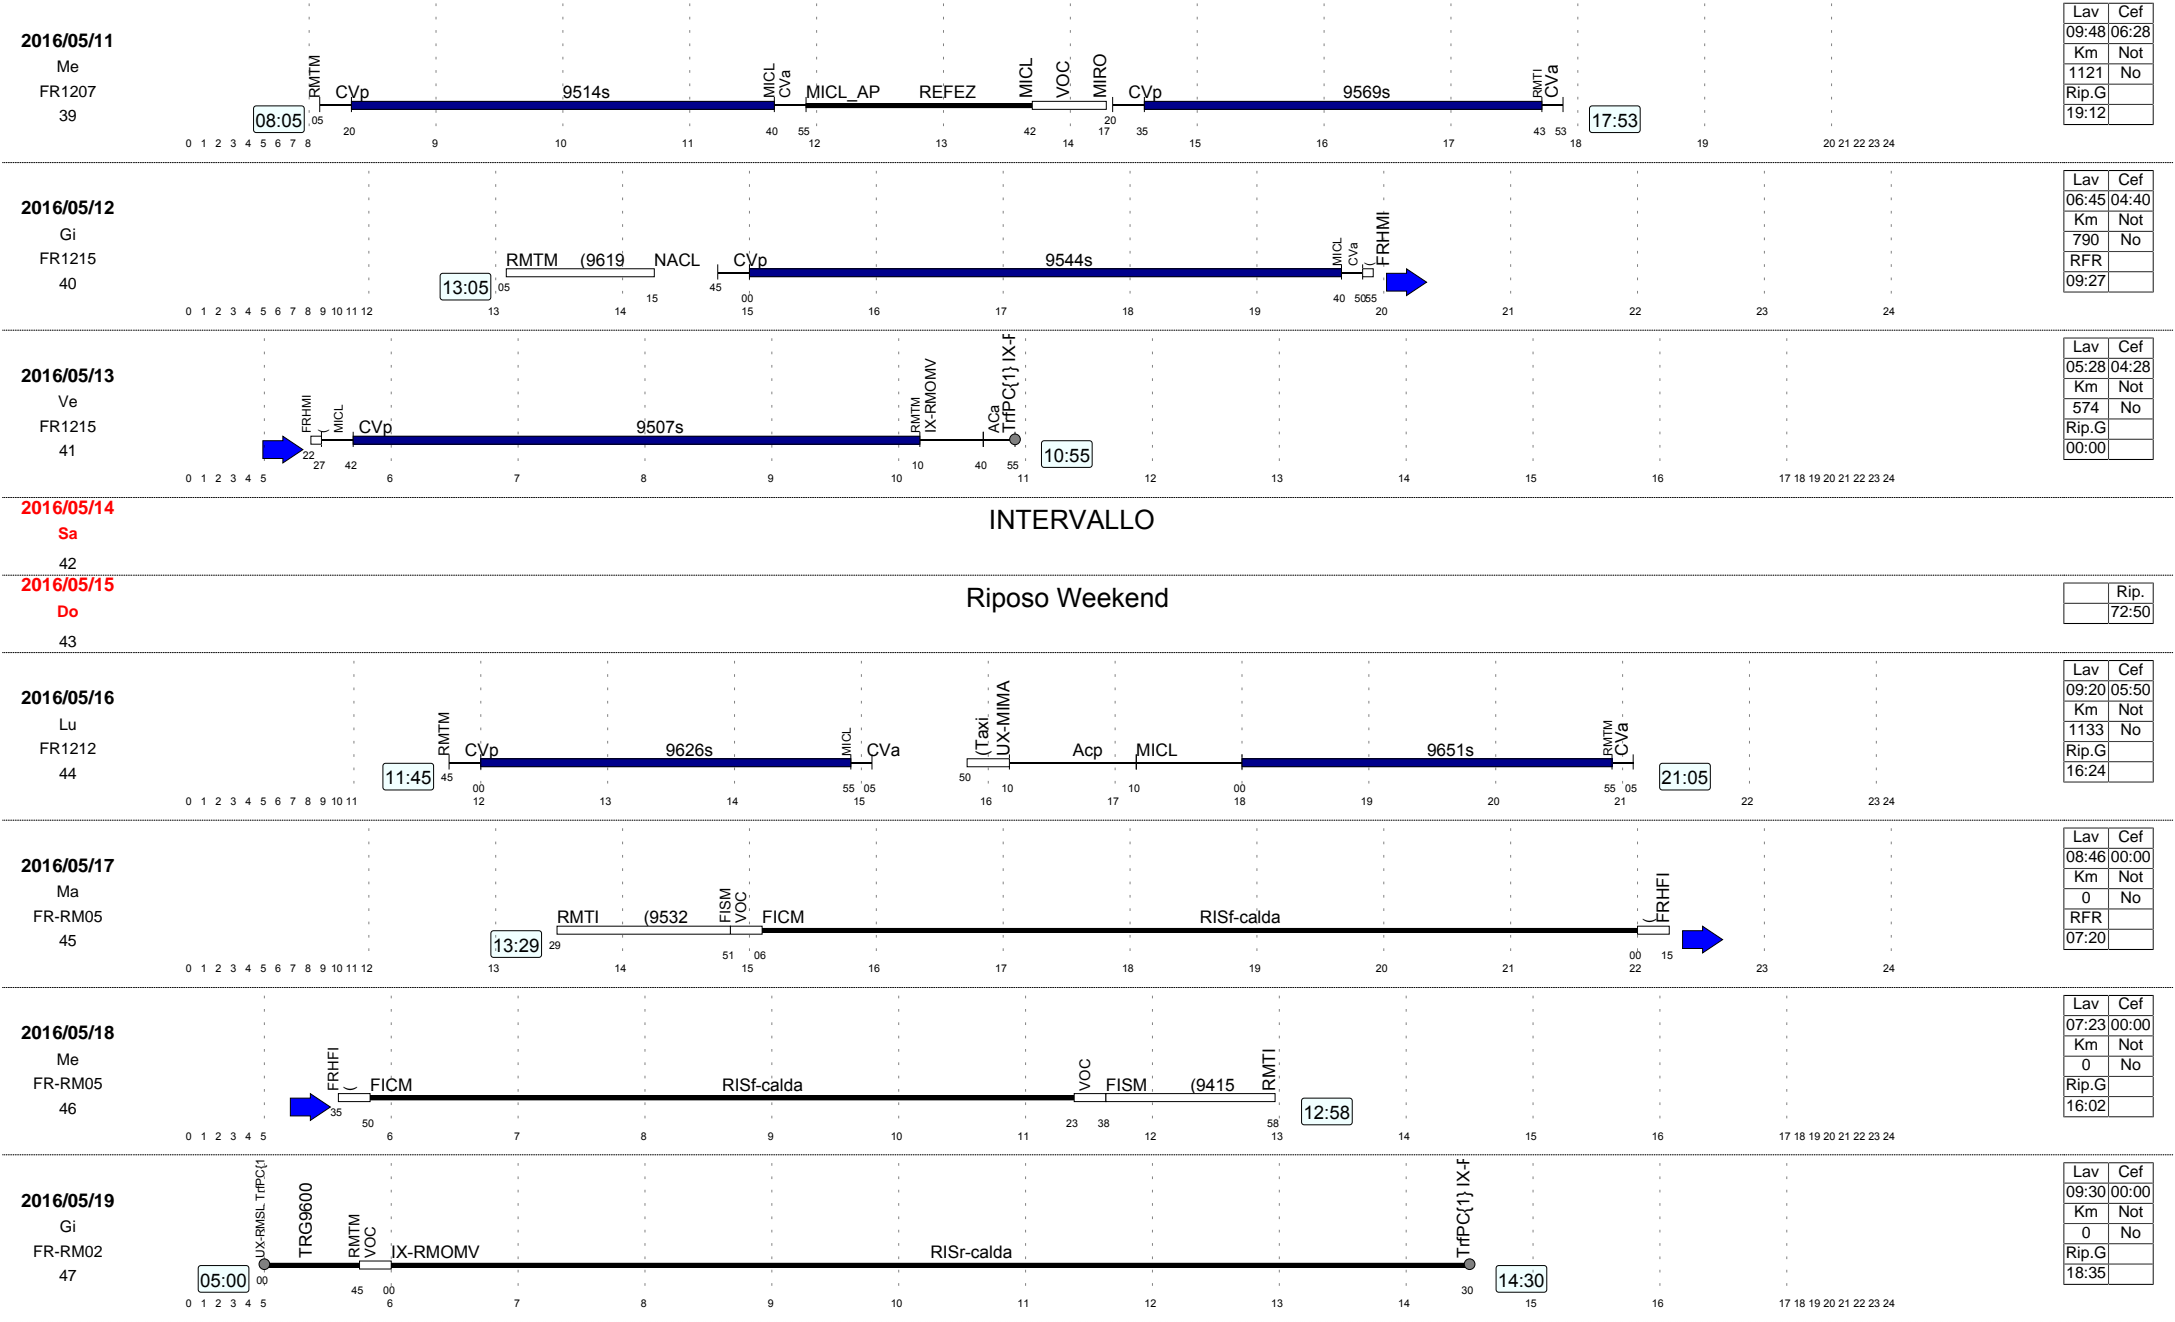 2016/05/11
Me
FR1207
39
08:05
RMTM CVp 9514s MICL CVa MICL_AP REFEZ MICL VOC MIRO CVp 9569s RMTI CVa
05 20 40 55 42 17 20 35 43 53
17:53
0 1 2 3 4 5 6 7 8 9 10 11 12 13 14 15 16 17 18 19 20 21 22 23 24
Lav Cef
09:48 06:28
Km Not
1121 No
Rip.G
19:12
2016/05/12
Gi
FR1215
40
13:05
RMTM (9619 NACL CVp 9544s MICL CVa ( FRHMI
05 15 45 00 40 50 55
0 1 2 3 4 5 6 7 8 9 10 11 12 13 14 15 16 17 18 19 20 21 22 23 24
Lav Cef
06:45 04:40
Km Not
790 No
RFR
09:27
2016/05/13
Ve
FR1215
41
FRHMI ( MICL CVp 9507s RMTM IX-RMOMV ACa TrfPC{1} IX-F
22 27 42 10 40 55
10:55
0 1 2 3 4 5 6 7 8 9 10 11 12 13 14 15 16 17 18 19 20 21 22 23 24
Lav Cef
05:28 04:28
Km Not
574 No
Rip.G
00:00
2016/05/14
Sa
42
INTERVALLO
2016/05/15
Do
43
Riposo Weekend
Rip.
72:50
2016/05/16
Lu
FR1212
44
11:45
RMTM CVp 9626s MICL CVa (Taxi UX-MIMA Acp MICL 9651s RMTM CVa
45 00 55 05 50 10 10 00 55 05
21:05
0 1 2 3 4 5 6 7 8 9 10 11 12 13 14 15 16 17 18 19 20 21 22 23 24
Lav Cef
09:20 05:50
Km Not
1133 No
Rip.G
16:24
2016/05/17
Ma
FR-RM05
45
13:29
RMTI (9532 FISM VOC FICM RISf-calda ( FRHFI
29 51 06 00 15
0 1 2 3 4 5 6 7 8 9 10 11 12 13 14 15 16 17 18 19 20 21 22 23 24
Lav Cef
08:46 00:00
Km Not
0 No
RFR
07:20
2016/05/18
Me
FR-RM05
46
FRHFI ( FICM RISf-calda VOC FISM (9415 RMTI
35 50 23 38 58
12:58
0 1 2 3 4 5 6 7 8 9 10 11 12 13 14 15 16 17 18 19 20 21 22 23 24
Lav Cef
07:23 00:00
Km Not
0 No
Rip.G
16:02
2016/05/19
Gi
FR-RM02
47
05:00
UX-RMSL TrfPC{1 TRG9600 RMTM VOC IX-RMOMV RISr-calda TrfPC{1} IX-F
00 45 00 30
14:30
0 1 2 3 4 5 6 7 8 9 10 11 12 13 14 15 16 17 18 19 20 21 22 23 24
Lav Cef
09:30 00:00
Km Not
0 No
Rip.G
18:35